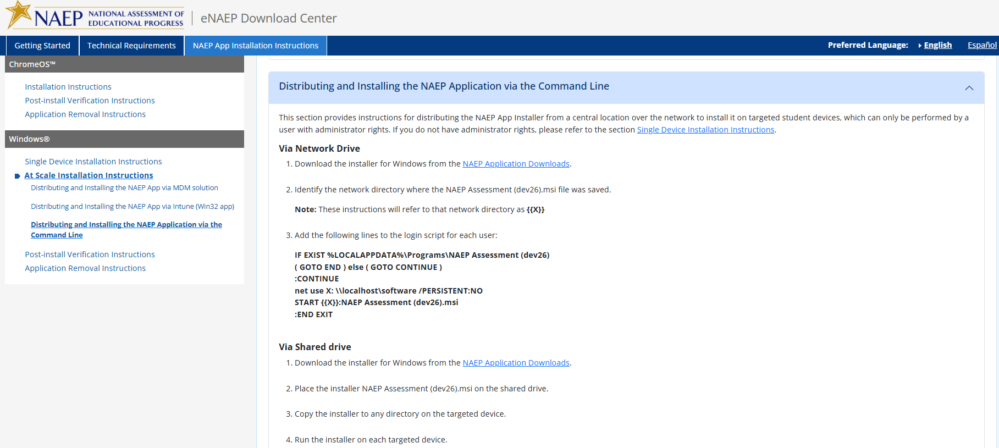 NAEP NATIONAL ASSESSMENT OF
EDUCATIONAL PROGRESS
eNAEP Download Center
Getting Started
Technical Requirements
NAEP App Installation Instructions
Preferred Language:
English
Español
ChromeOS™
Installation Instructions
Post-install Verification Instructions
Application Removal Instructions
Windows®
Single Device Installation Instructions
At Scale Installation Instructions
Distributing and Installing the NAEP App via MDM solution
Distributing and Installing the NAEP App via Intune (Win32 app)
Distributing and Installing the NAEP Application via the
Command Line
Post-install Verification Instructions
Application Removal Instructions
Distributing and Installing the NAEP Application via the Command Line
This section provides instructions for distributing the NAEP App Installer from a central location over the network to install it on targeted student devices, which can only be performed by a
user with administrator rights. If you do not have administrator rights, please refer to the section Single Device Installation Instructions.
Via Network Drive
1. Download the installer for Windows from the NAEP Application Downloads.
2. Identify the network directory where the NAEP Assessment (dev26).msi file was saved.
Note: These instructions will refer to that network directory as {{X}}
3. Add the following lines to the login script for each user:
IF EXIST %LOCALAPPDATA%\Programs\NAEP Assessment (dev26)
( GOTO END ) else ( GOTO CONTINUE )
:CONTINUE
net use X: \\localhost\software /PERSISTENT:NO
START {{X}}:NAEP Assessment (dev26).msi
:END EXIT
Via Shared drive
1. Download the installer for Windows from the NAEP Application Downloads.
2. Place the installer NAEP Assessment (dev26).msi on the shared drive.
3. Copy the installer to any directory on the targeted device.
4. Run the installer on each targeted device.